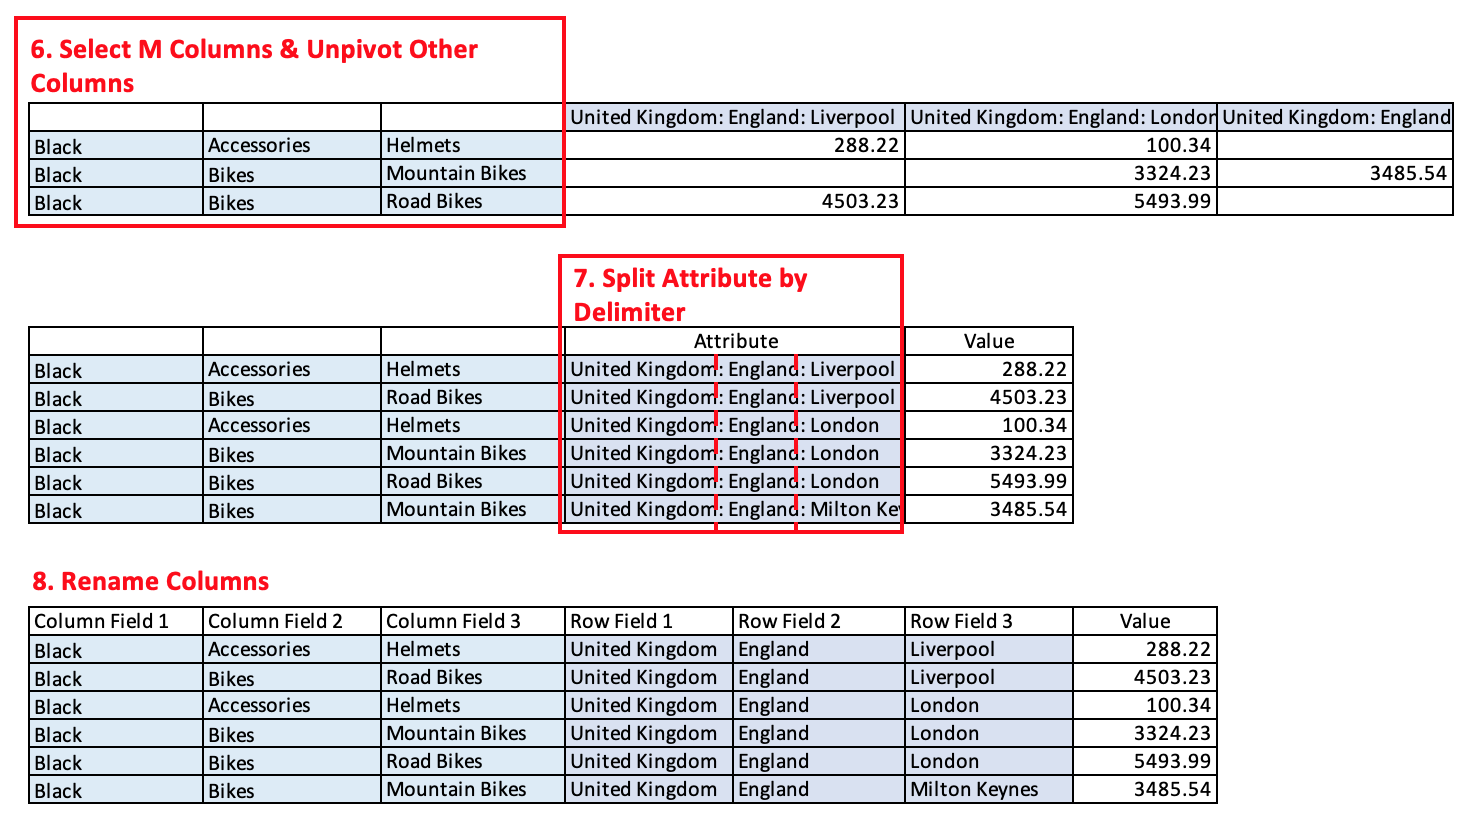 6. Select M Columns & Unpivot Other
Columns
United Kingdom: England: Liverpool United Kingdom: England: London United Kingdom: England
Black Accessories Helmets 288.22 100.34
Black Bikes Mountain Bikes 3324.23 3485.54
Black Bikes Road Bikes 4503.23 5493.99
7. Split Attribute by
Delimiter
Attribute Value
Black Accessories Helmets United Kingdom: England: Liverpool 288.22
Black Bikes Road Bikes United Kingdom: England: Liverpool 4503.23
Black Accessories Helmets United Kingdom: England: London 100.34
Black Bikes Mountain Bikes United Kingdom: England: London 3324.23
Black Bikes Road Bikes United Kingdom: England: London 5493.99
Black Bikes Mountain Bikes United Kingdom: England: Milton Key 3485.54
8. Rename Columns
Column Field 1 Column Field 2 Column Field 3 Row Field 1 Row Field 2 Row Field 3 Value
Black Accessories Helmets United Kingdom England Liverpool 288.22
Black Bikes Road Bikes United Kingdom England Liverpool 4503.23
Black Accessories Helmets United Kingdom England London 100.34
Black Bikes Mountain Bikes United Kingdom England London 3324.23
Black Bikes Road Bikes United Kingdom England London 5493.99
Black Bikes Mountain Bikes United Kingdom England Milton Keynes 3485.54